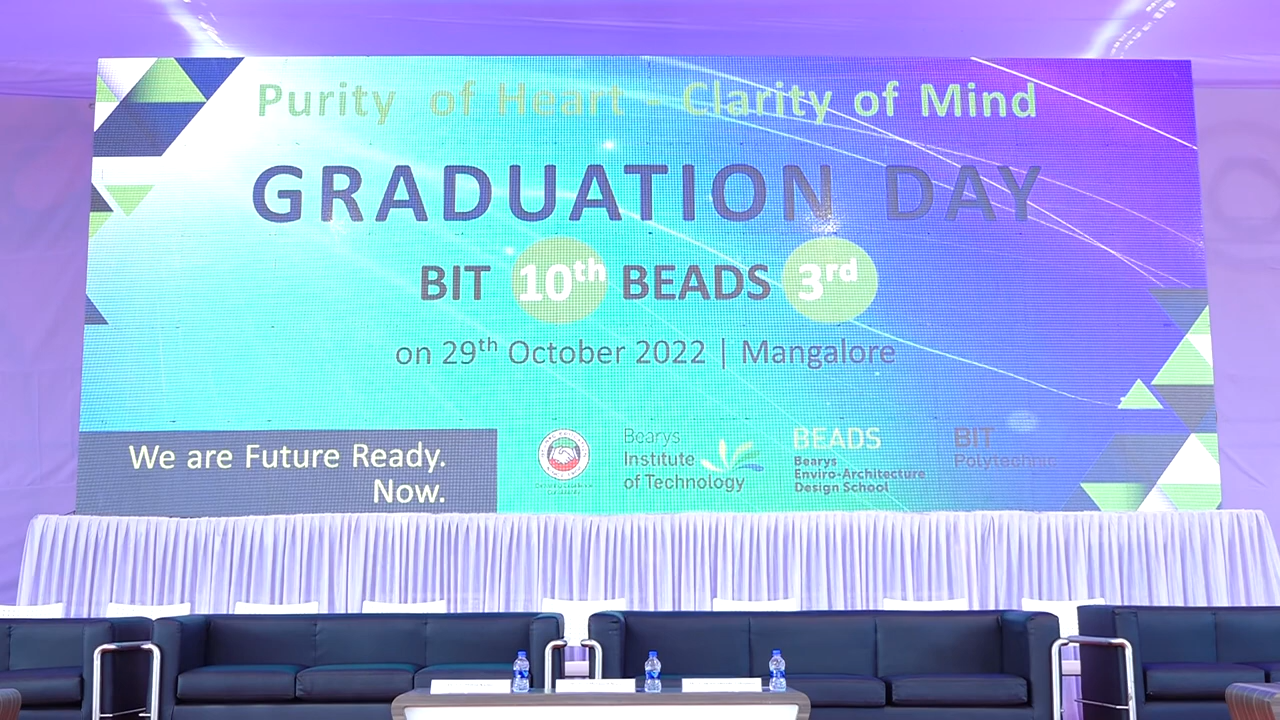 Purity of Heart - Clarity of Mind
GRADUATION DAY
BIT 10th BEADS 3rd
on 29th October 2022 | Mangalore
We are Future Ready.
Now.
Bearys
Institute
of Technology
BEADS
Bearys
Enviro-Architecture
Design School
BIT
Polytechnic